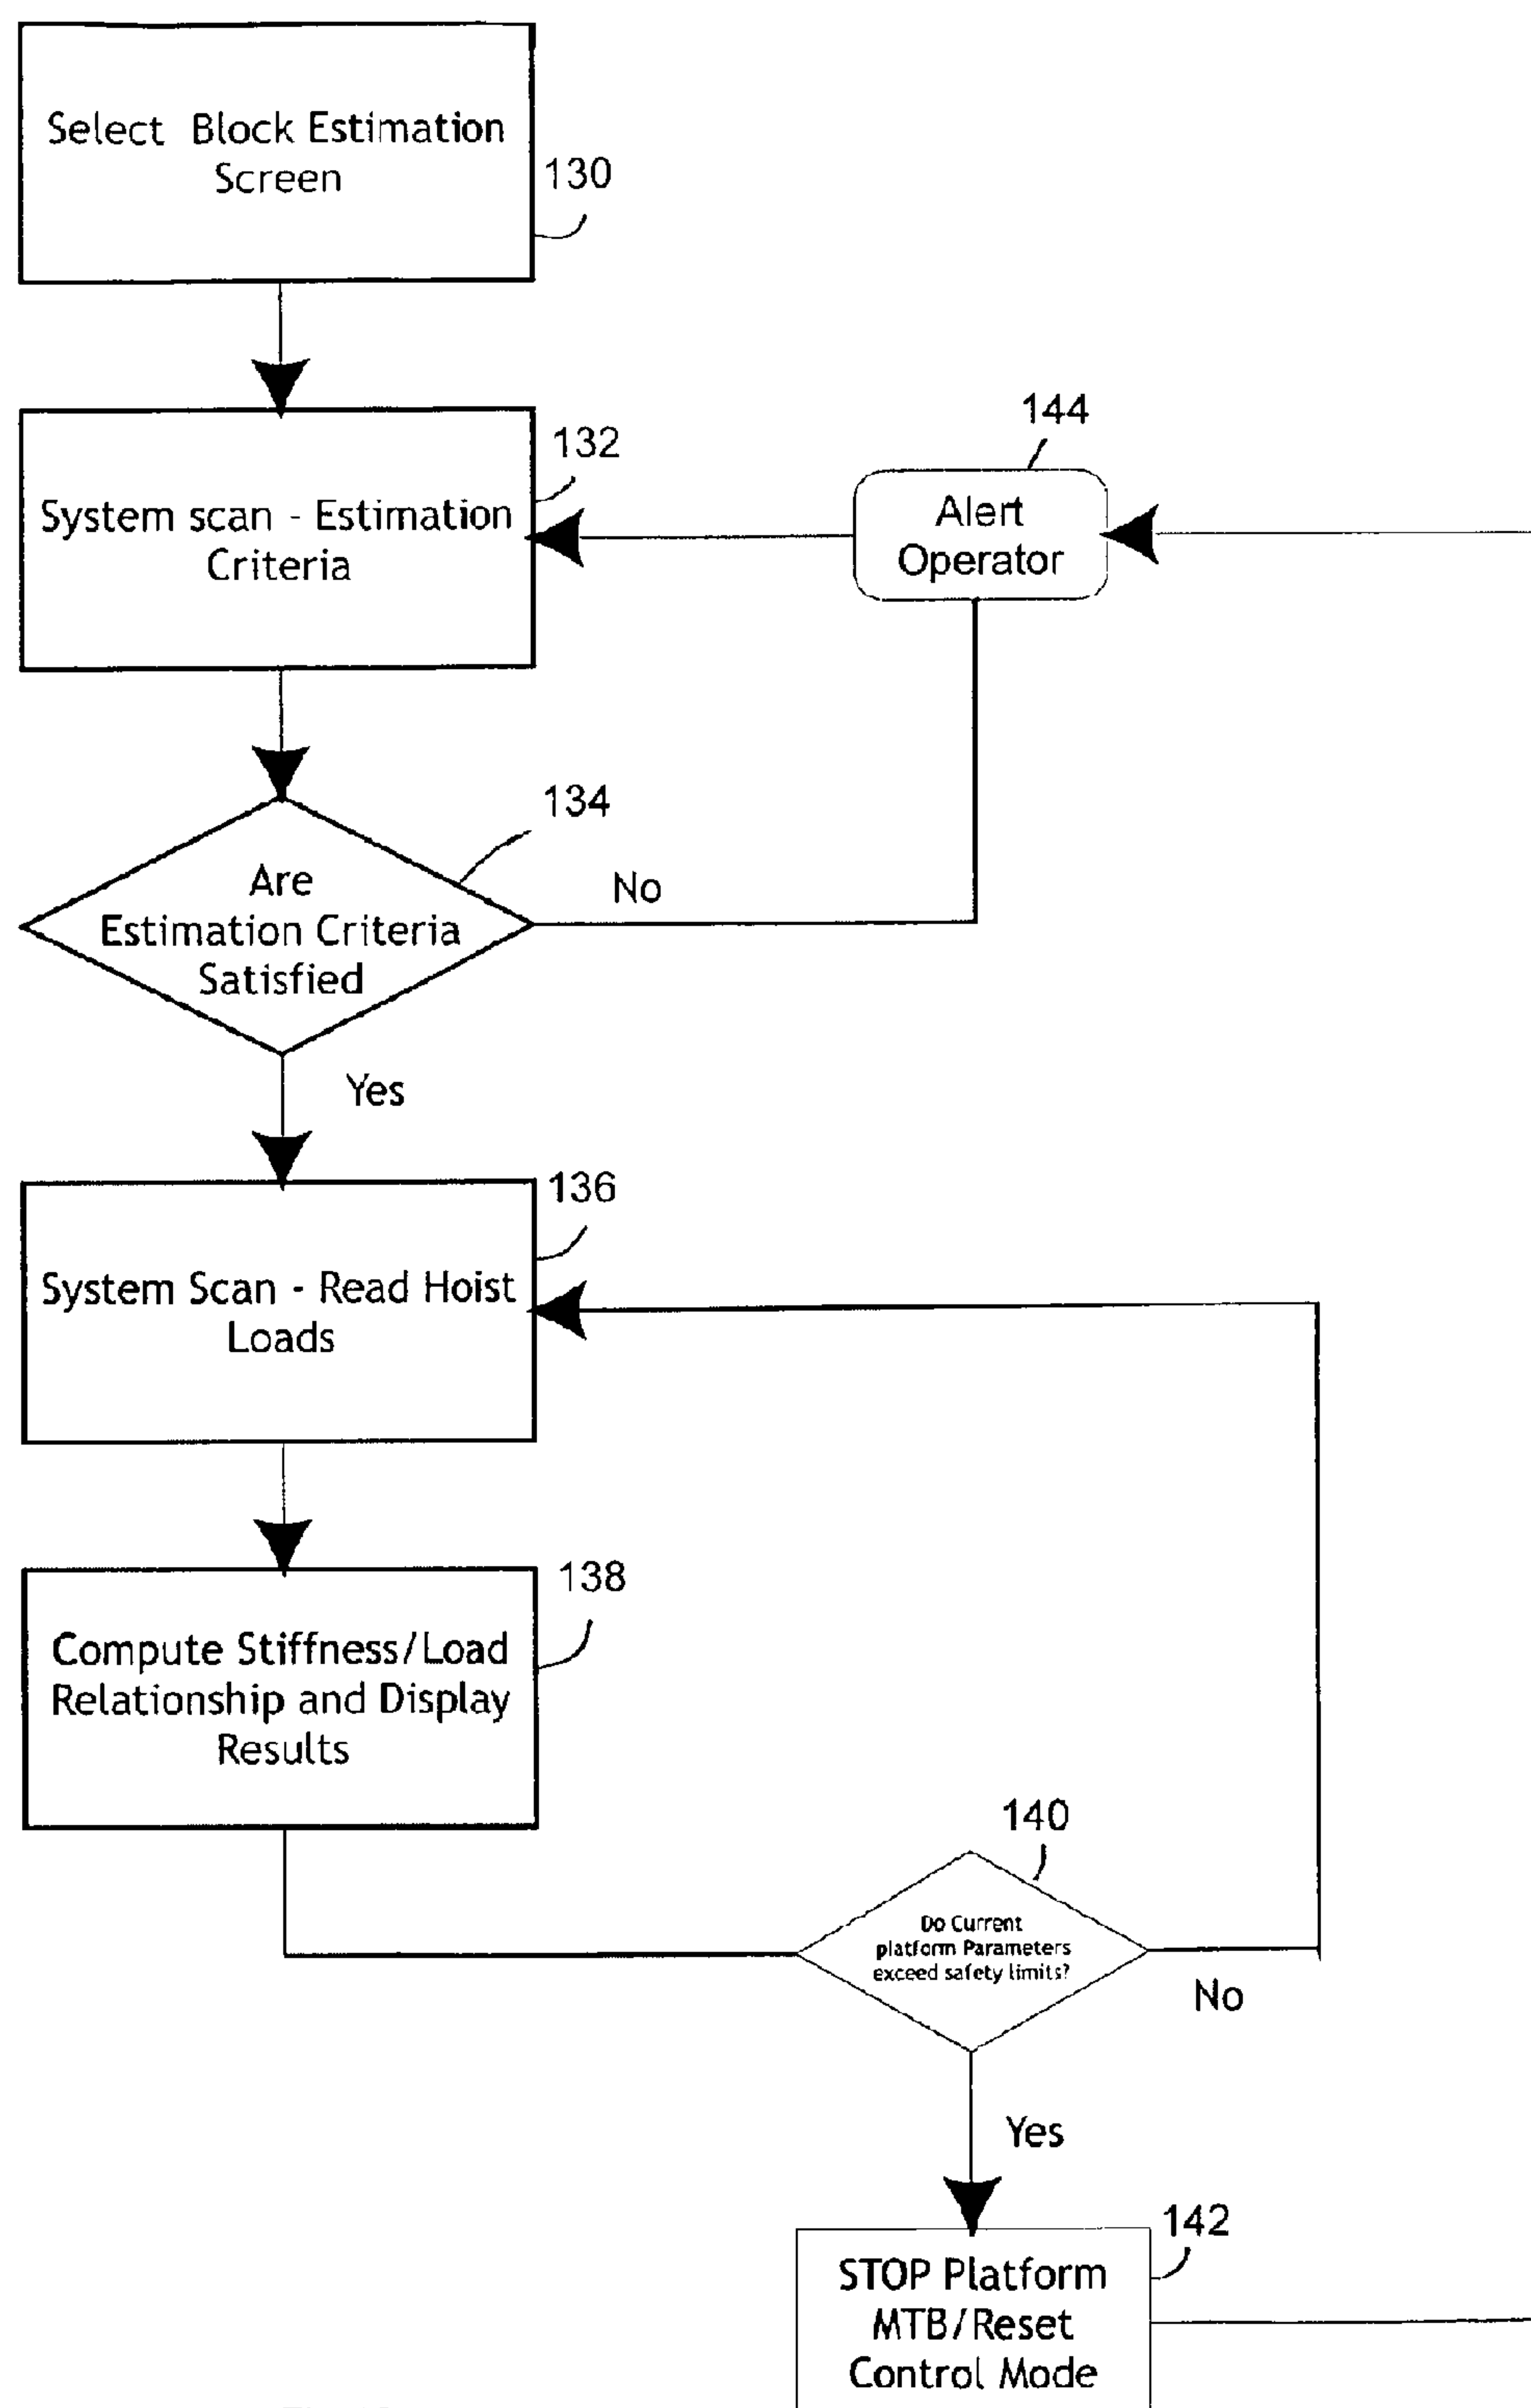 Select Block Estimation
Screen
130
132
System scan - Estimation
Criteria
144
Alert
Operator
134
Are
Estimation Criteria
Satisfied
No
Yes
136
System Scan - Read Hoist
Loads
138
Compute Stiffness/Load
Relationship and Display
Results
140
Do Current
platform Parameters
exceed safety limits?
No
Yes
142
STOP Platform
MTB/Reset
Control Mode